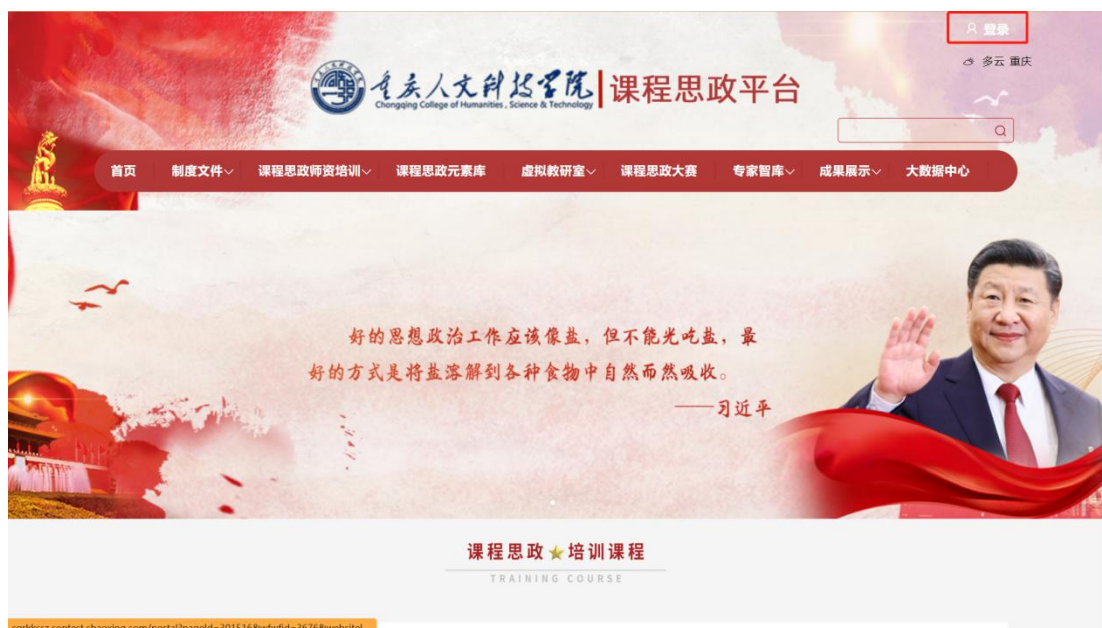 登录
多云 重庆
重庆人文科技学院
Chongqing College of Humanities, Science & Technology
课程思政平台
首页 制度文件 课程思政师资培训 课程思政元素库 虚拟教研室 课程思政大赛 专家智库 成果展示 大数据中心
好的思想政治工作应该像盐，但不能光吃盐，最
好的方式是将盐溶解到各种食物中自然而然吸收。
——习近平
课程思政 培训课程
TRAINING COURSE